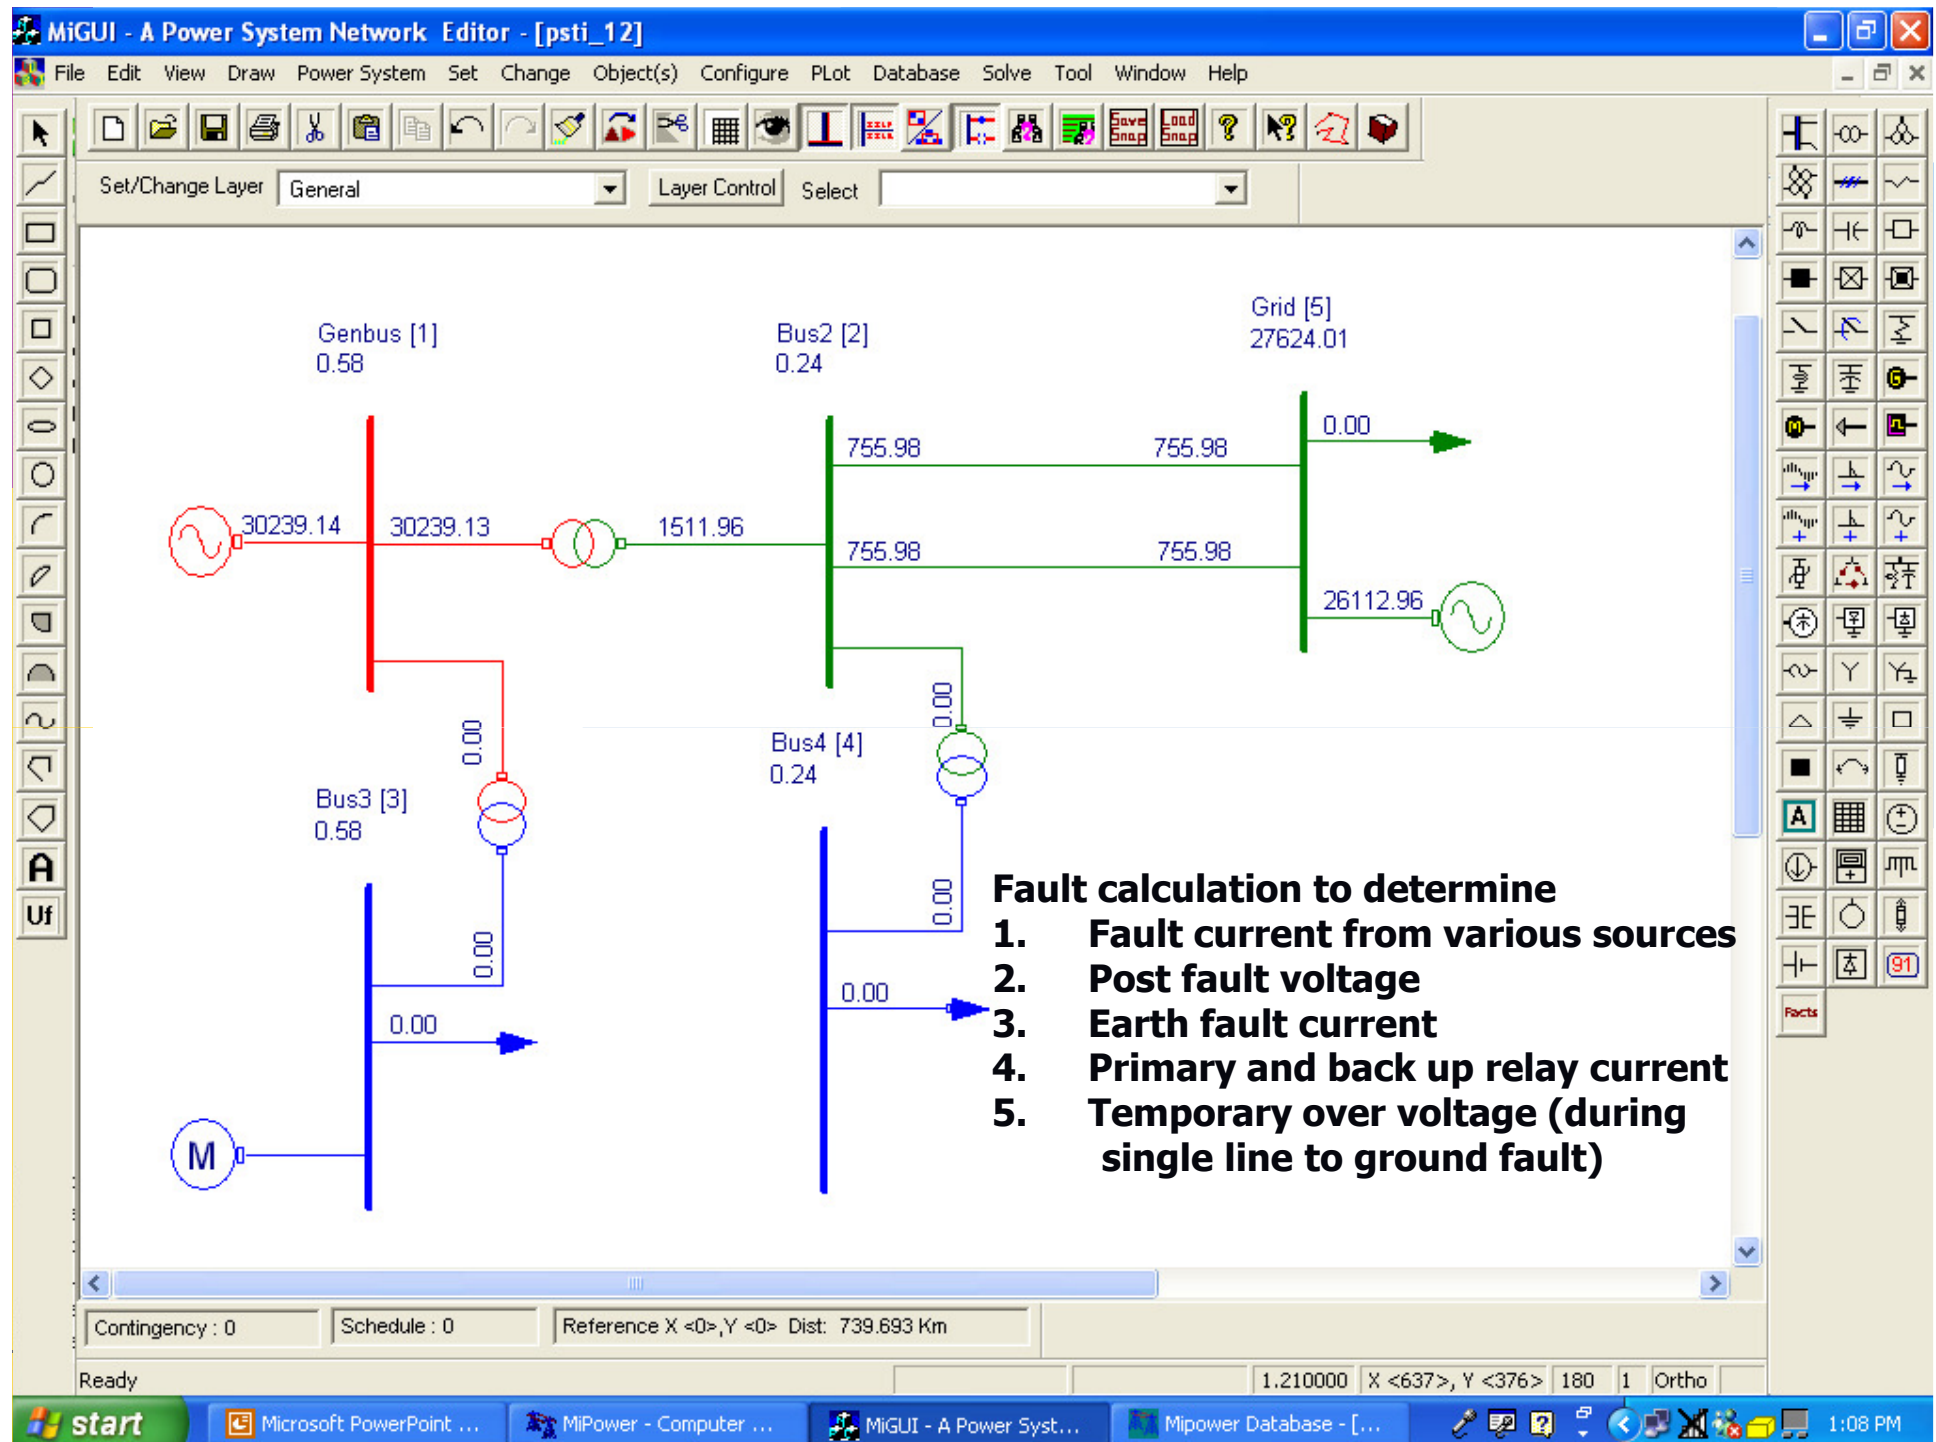 MiGUI - A Power System Network Editor - [psti_12]
File Edit View Draw Power System Set Change Object(s) Configure PLot Database Solve Tool Window Help
Save Snap Load Snap
Set/Change Layer General Layer Control Select
Grid [5]
27624.01
Genbus [1]
0.58
Bus2 [2]
0.24
0.00
755.98 755.98
30239.14 30239.13 1511.96
755.98 755.98
26112.96
0.00
0.00
Bus4 [4]
0.24
Bus3 [3]
0.58
0.00
0.00
0.00
0.00
M
Fault calculation to determine
1. Fault current from various sources
2. Post fault voltage
3. Earth fault current
4. Primary and back up relay current
5. Temporary over voltage (during
single line to ground fault)
A
Uf
A
91
Facts
Contingency : 0 Schedule : 0 Reference X <0>,Y <0> Dist: 739.693 Km
Ready 1.210000 X <637>, Y <376> 180 1 Ortho
start Microsoft PowerPoint ... MiPower - Computer ... MiGUI - A Power Syst... Mipower Database - [... 1:08 PM